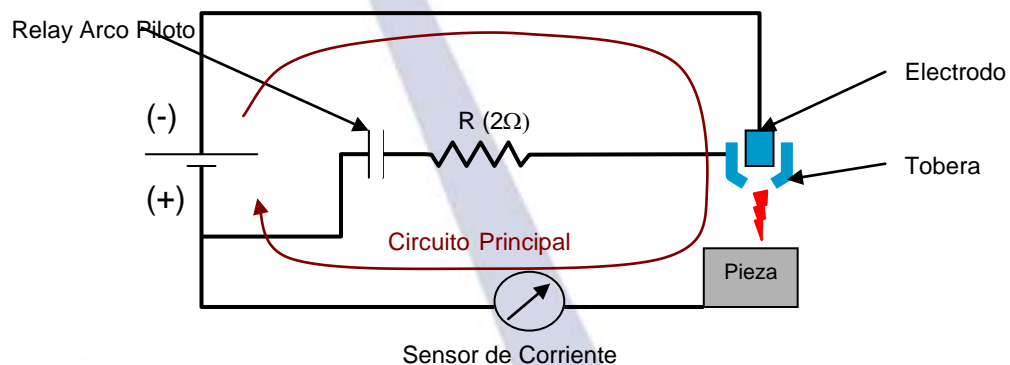 Relay Arco Piloto
Electrodo
(-)
R (2Ω)
Tobera
(+)
Circuito Principal
Pieza
Sensor de Corriente